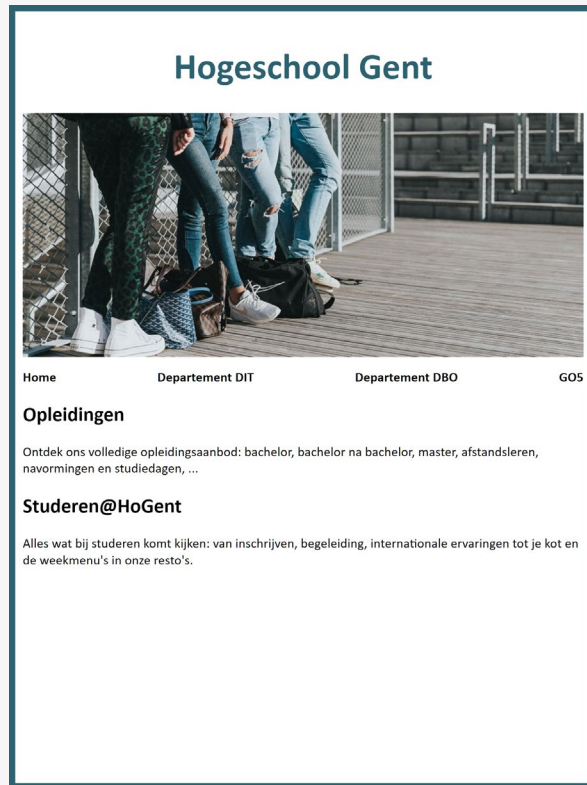 Hogeschool Gent
Home Departement DIT Departement DBO GO5
Opleidingen
Ontdek ons volledige opleidingsaanbod: bachelor, bachelor na bachelor, master, afstandsleren,
navormingen en studiedagen, ...
Studeren@HoGent
Alles wat bij studeren komt kijken: van inschrijven, begeleiding, internationale ervaringen tot je kot en
de weekmenu's in onze resto's.